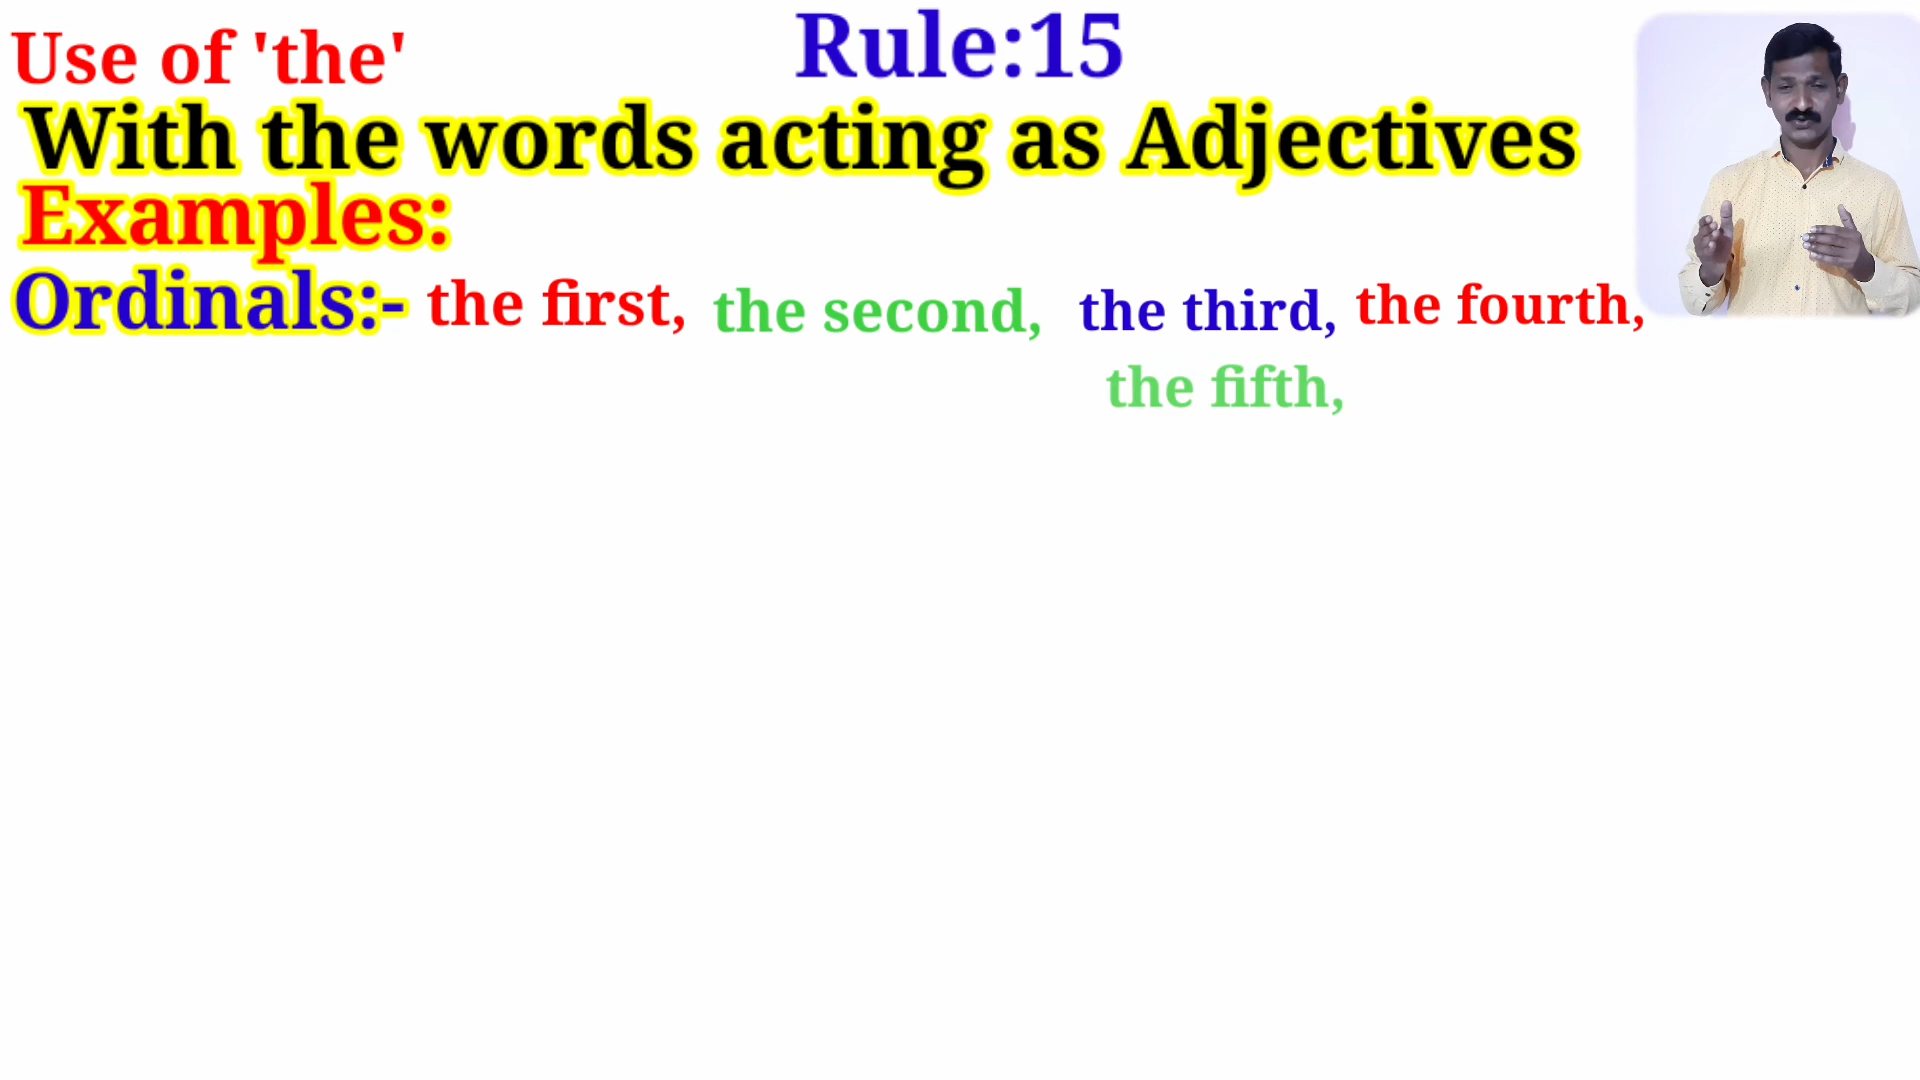 Use of 'the'
Rule:15
With the words acting as Adjectives
Examples:
Ordinals:- the first, the second, the third, the fourth,
the fifth,